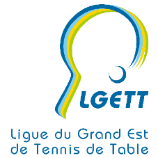 LGETT
Ligue du Grand Est
de Tennis de Table